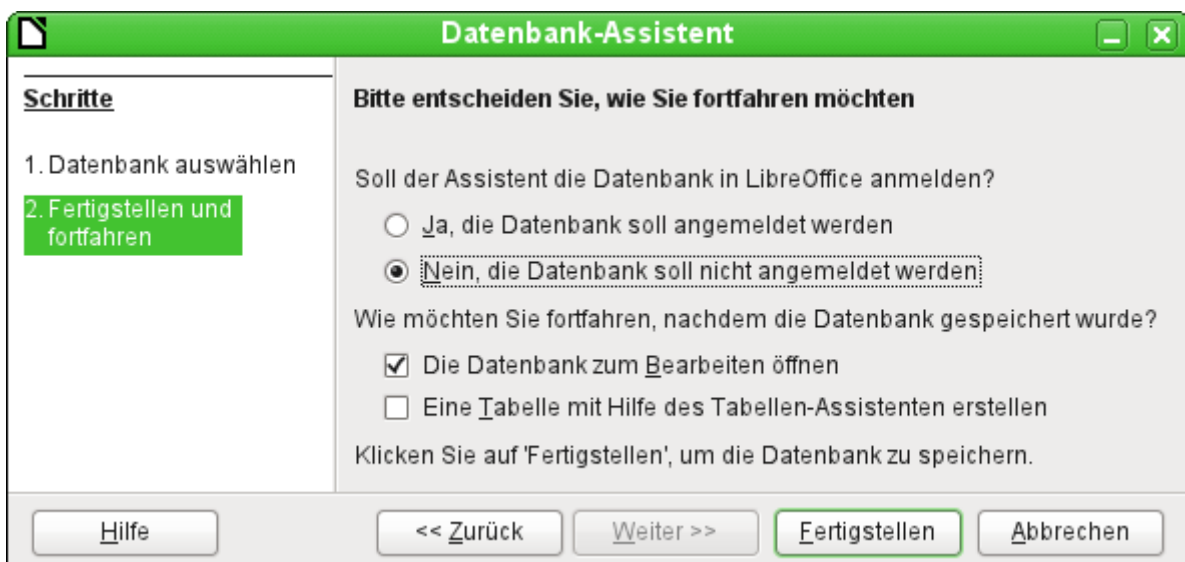 Datenbank-Assistent
Schritte
1. Datenbank auswählen
2. Fertigstellen und
fortfahren
Bitte entscheiden Sie, wie Sie fortfahren möchten
Soll der Assistent die Datenbank in LibreOffice anmelden?
Ja, die Datenbank soll angemeldet werden
Nein, die Datenbank soll nicht angemeldet werden
Wie möchten Sie fortfahren, nachdem die Datenbank gespeichert wurde?
Die Datenbank zum Bearbeiten öffnen
Eine Tabelle mit Hilfe des Tabellen-Assistenten erstellen
Klicken Sie auf 'Fertigstellen', um die Datenbank zu speichern.
Hilfe
<< Zurück
Weiter >>
Fertigstellen
Abbrechen